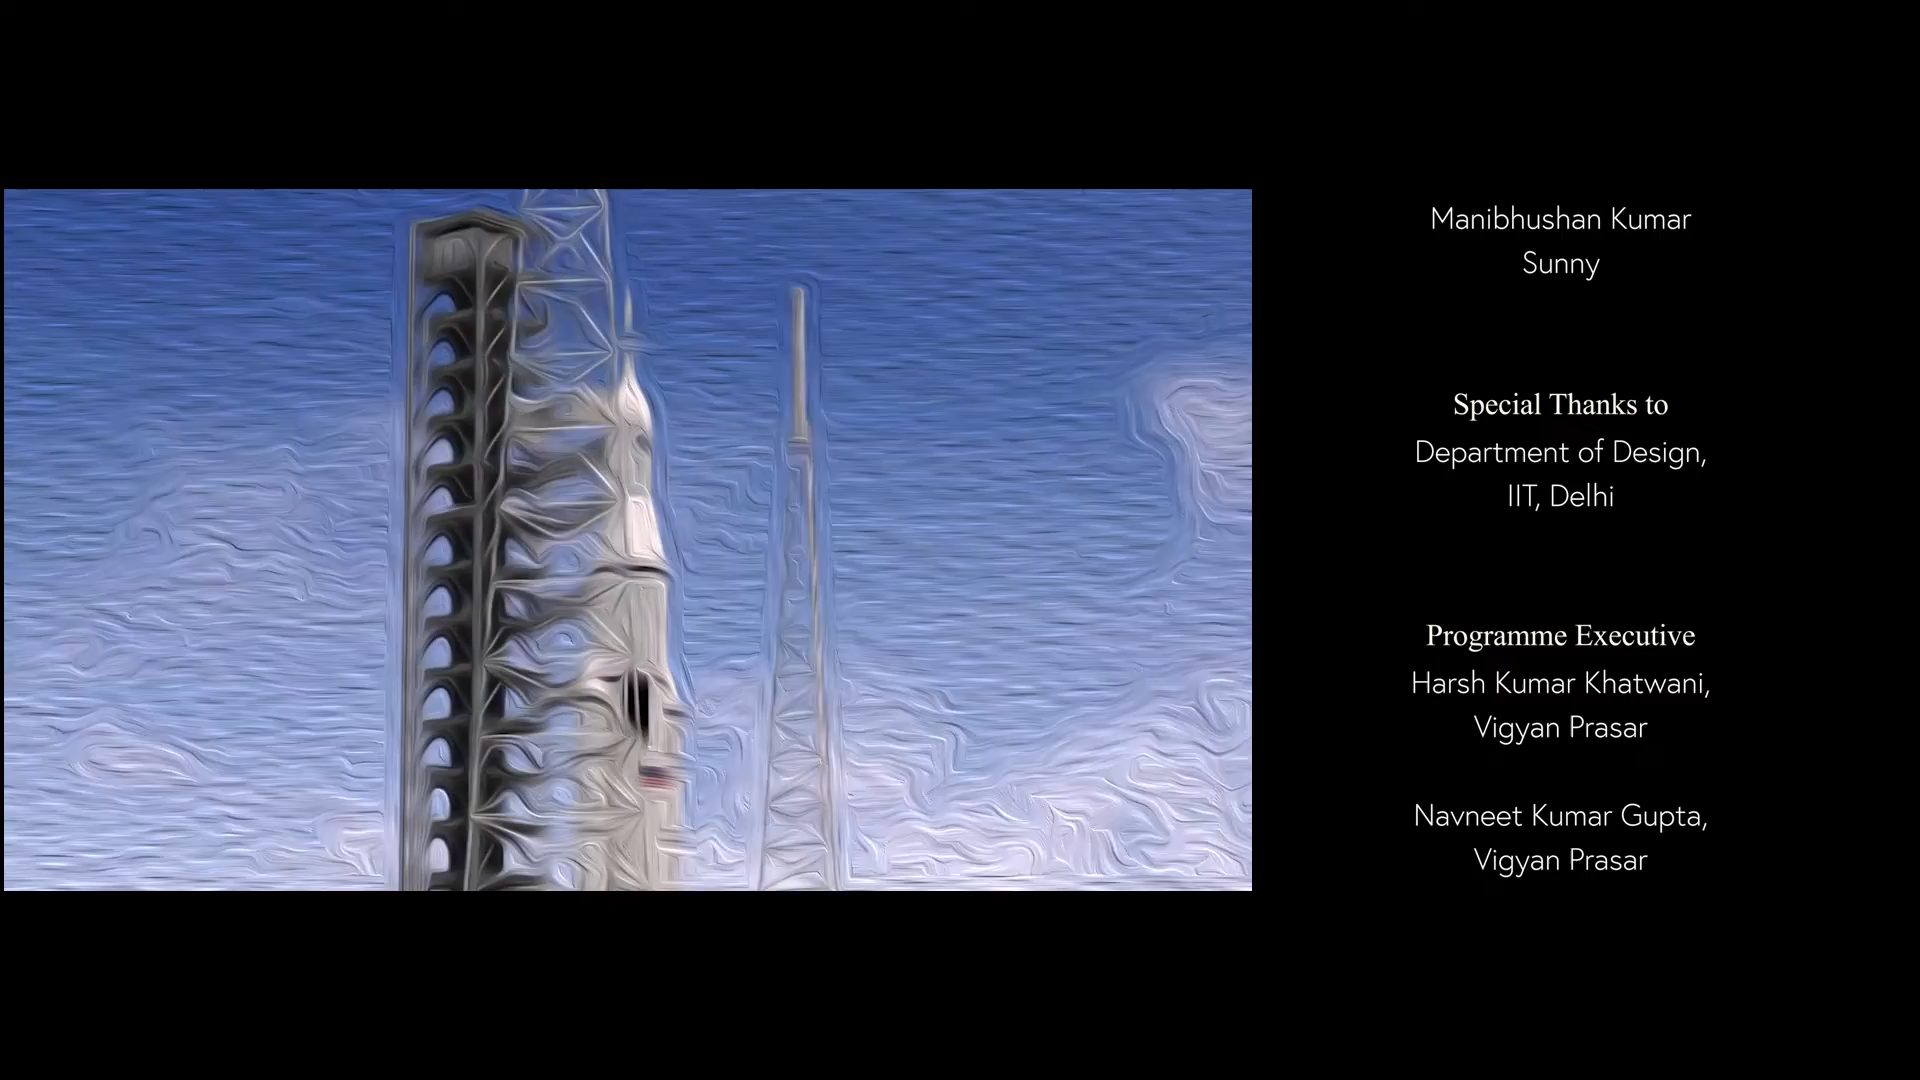 Manibhushan Kumar
Sunny
Special Thanks to
Department of Design,
IIT, Delhi
Programme Executive
Harsh Kumar Khatwani,
Vigyan Prasar
Navneet Kumar Gupta,
Vigyan Prasar